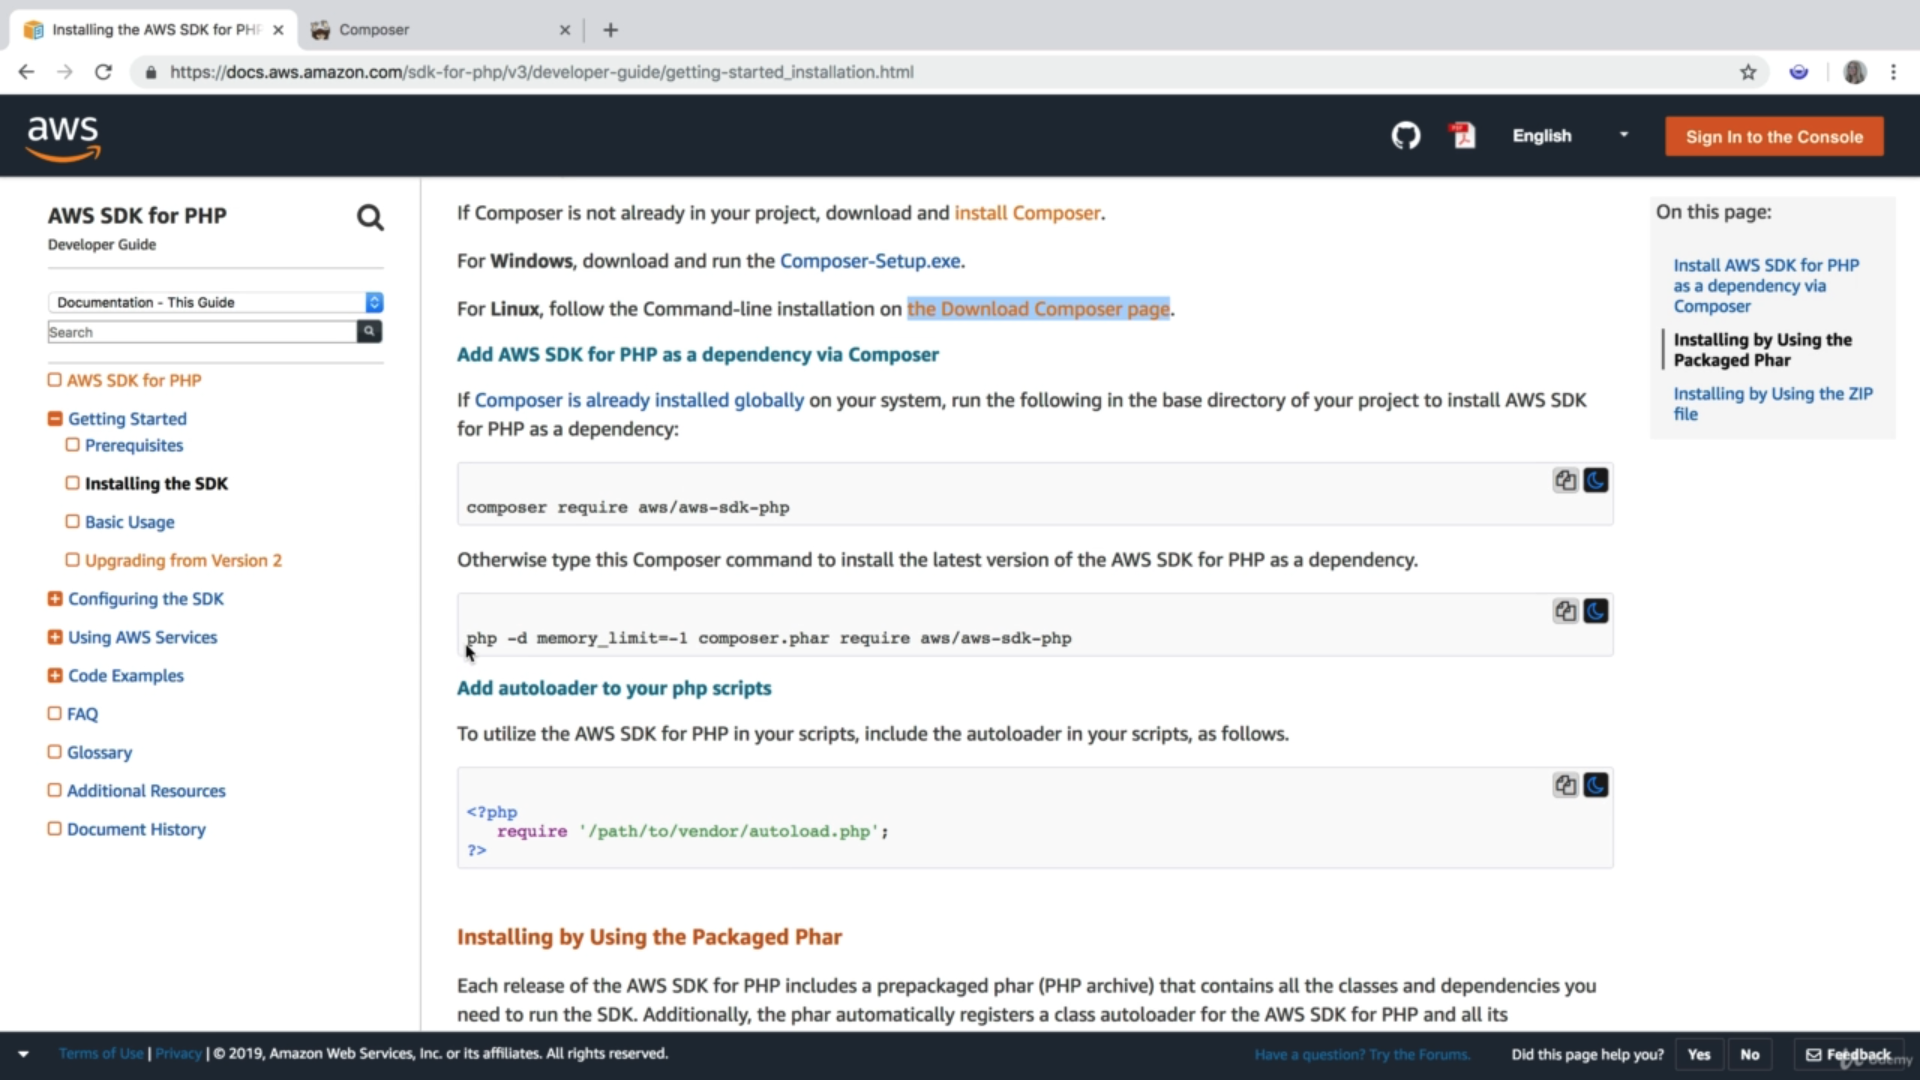 Installing the AWS SDK for PHP
Composer
https://docs.aws.amazon.com/sdk-for-php/v3/developer-guide/getting-started_installation.html
aws
English
Sign In to the Console
AWS SDK for PHP
Developer Guide
Documentation - This Guide
Search
AWS SDK for PHP
Getting Started
Prerequisites
Installing the SDK
Basic Usage
Upgrading from Version 2
Configuring the SDK
Using AWS Services
Code Examples
FAQ
Glossary
Additional Resources
Document History
If Composer is not already in your project, download and install Composer.
For Windows, download and run the Composer-Setup.exe.
For Linux, follow the Command-line installation on the Download Composer page.
Add AWS SDK for PHP as a dependency via Composer
If Composer is already installed globally on your system, run the following in the base directory of your project to install AWS SDK
for PHP as a dependency:
composer require aws/aws-sdk-php
Otherwise type this Composer command to install the latest version of the AWS SDK for PHP as a dependency.
php -d memory_limit=-1 composer.phar require aws/aws-sdk-php
Add autoloader to your php scripts
To utilize the AWS SDK for PHP in your scripts, include the autoloader in your scripts, as follows.
<?php
require '/path/to/vendor/autoload.php';
?>
Installing by Using the Packaged Phar
Each release of the AWS SDK for PHP includes a prepackaged phar (PHP archive) that contains all the classes and dependencies you
need to run the SDK. Additionally, the phar automatically registers a class autoloader for the AWS SDK for PHP and all its
On this page:
Install AWS SDK for PHP
as a dependency via
Composer
Installing by Using the
Packaged Phar
Installing by Using the ZIP
file
Terms of Use | Privacy | © 2019, Amazon Web Services, Inc. or its affiliates. All rights reserved.
Have a question? Try the Forums.
Did this page help you?
Yes
No
Feedback
Udemy